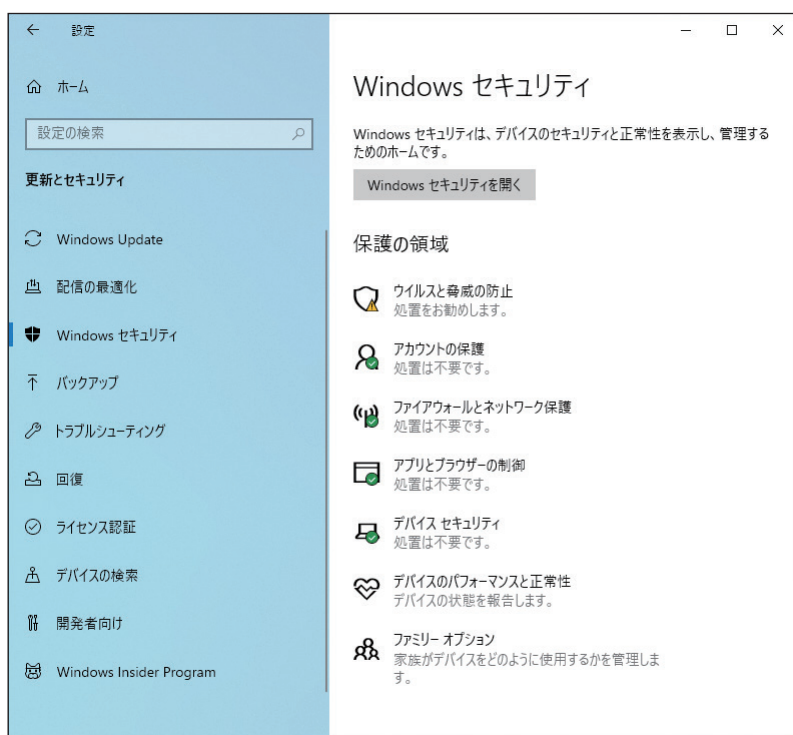 設定
ホーム
設定の検索
更新とセキュリティ
Windows Update
配信の最適化
Windows セキュリティ
バックアップ
トラブルシューティング
回復
ライセンス認証
デバイスの検索
開発者向け
Windows Insider Program
Windows セキュリティ
Windows セキュリティは、デバイスのセキュリティと正常性を表示し、管理する
ためのホームです。
Windows セキュリティを開く
保護の領域
ウイルスと脅威の防止
処置をお勧めします。
アカウントの保護
処置は不要です。
ファイアウォールとネットワーク保護
処置は不要です。
アプリとブラウザーの制御
処置は不要です。
デバイス セキュリティ
処置は不要です。
デバイスのパフォーマンスと正常性
デバイスの状態を報告します。
ファミリー オプション
家族がデバイスをどのように使用するかを管理しま
す。